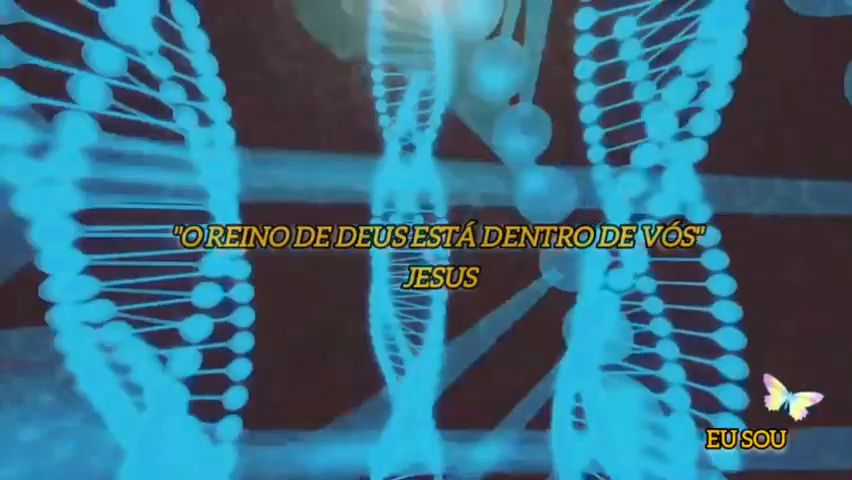 "O REINO DE DEUS ESTÁ DENTRO DE VÓS"
JESUS
EU SOU